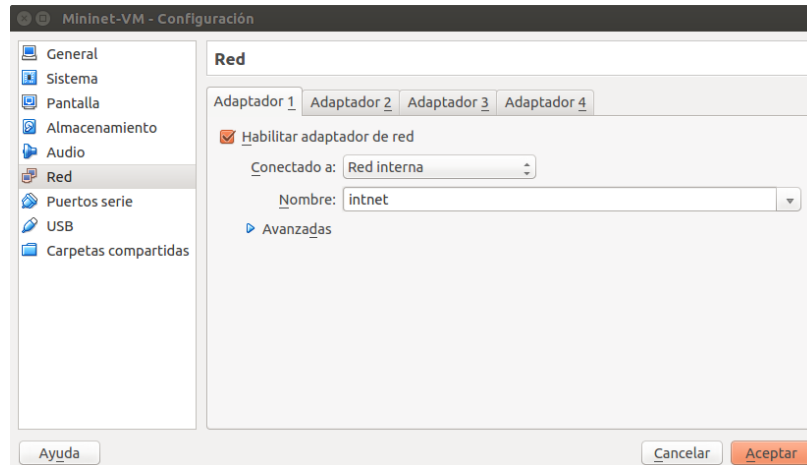 Mininet-VM - Configuración
General
Sistema
Pantalla
Almacenamiento
Audio
Red
Puertos serie
USB
Carpetas compartidas
Red
Adaptador 1 Adaptador 2 Adaptador 3 Adaptador 4
Habilitar adaptador de red
Conectado a: Red interna
Nombre: intnet
Avanzadas
Ayuda Cancelar Aceptar